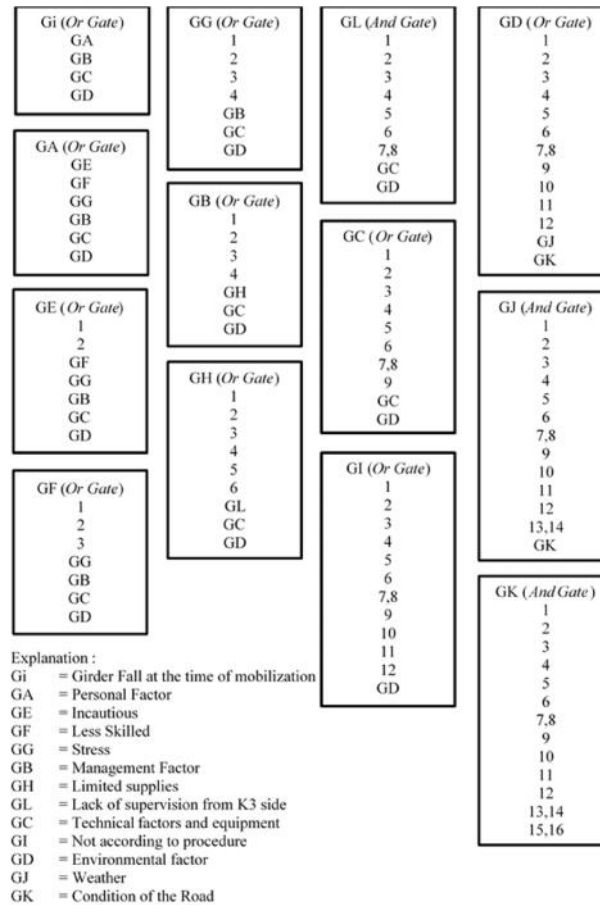 Gi (Or Gate)
GA
GB
GC
GD
GA (Or Gate)
GE
GF
GG
GB
GC
GD
GE (Or Gate)
1
2
GF
GG
GB
GC
GD
GF (Or Gate)
1
2
3
GG
GB
GC
GD
GG (Or Gate)
1
2
3
4
GB
GC
GD
GB (Or Gate)
1
2
3
4
GH
GC
GD
GH (Or Gate)
1
2
3
4
5
6
GL
GC
GD
GL (And Gate)
1
2
3
4
5
6
7,8
GC
GD
GC (Or Gate)
1
2
3
4
5
6
7,8
9
GC
GD
GI (Or Gate)
1
2
3
4
5
6
7,8
9
10
11
12
GD
GD (Or Gate)
1
2
3
4
5
6
7,8
9
10
11
12
GJ
GK
GJ (And Gate)
1
2
3
4
5
6
7,8
9
10
11
12
13,14
GK
GK (And Gate)
1
2
3
4
5
6
7,8
9
10
11
12
13,14
15,16
Explanation :
Gi = Girder Fall at the time of mobilization
GA = Personal Factor
GE = Incautious
GF = Less Skilled
GG = Stress
GB = Management Factor
GH = Limited supplies
GL = Lack of supervision from K3 side
GC = Technical factors and equipment
GI = Not according to procedure
GD = Environmental factor
GJ = Weather
GK = Condition of the Road